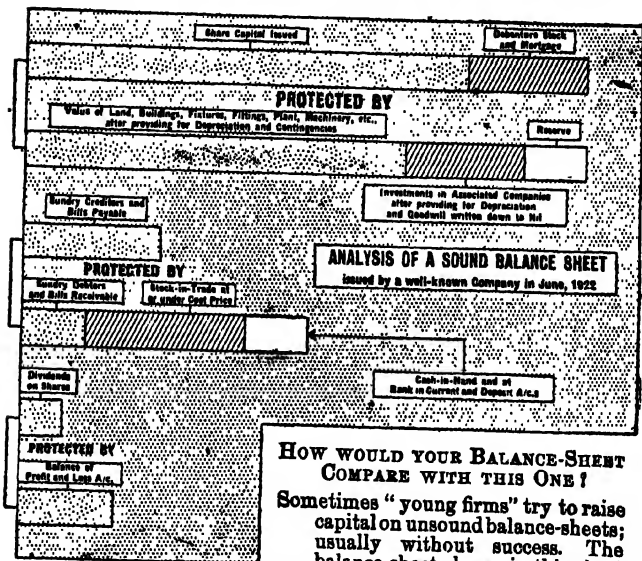 Share Capital Issued
Debenture Stock
and Mortgage
PROTECTED BY
Value of Land, Buildings, Fixtures, Fittings, Plant, Machinery, etc.,
after providing for Depreciation and Contingencies
Reserve
Investments in Associated Companies
after providing for Depreciation
and Goodwill written down to Nil
Sundry Creditors and
Bills Payable
ANALYSIS OF A SOUND BALANCE SHEET
issued by a well-known Company in June, 1922
PROTECTED BY
Sundry Debtors
and Bills Receivable
Stock-in-Trade at
or under Cost Price
Cash-in-Hand and at
Bank in Current and Deposit A/c.s
Dividends
on Shares
PROTECTED BY
Balance of
Profit and Loss A/c.
HOW WOULD YOUR BALANCE-SHEET
COMPARE WITH THIS ONE?
Sometimes "young firms" try to raise
capital on unsound balance-sheets;
usually without success. The